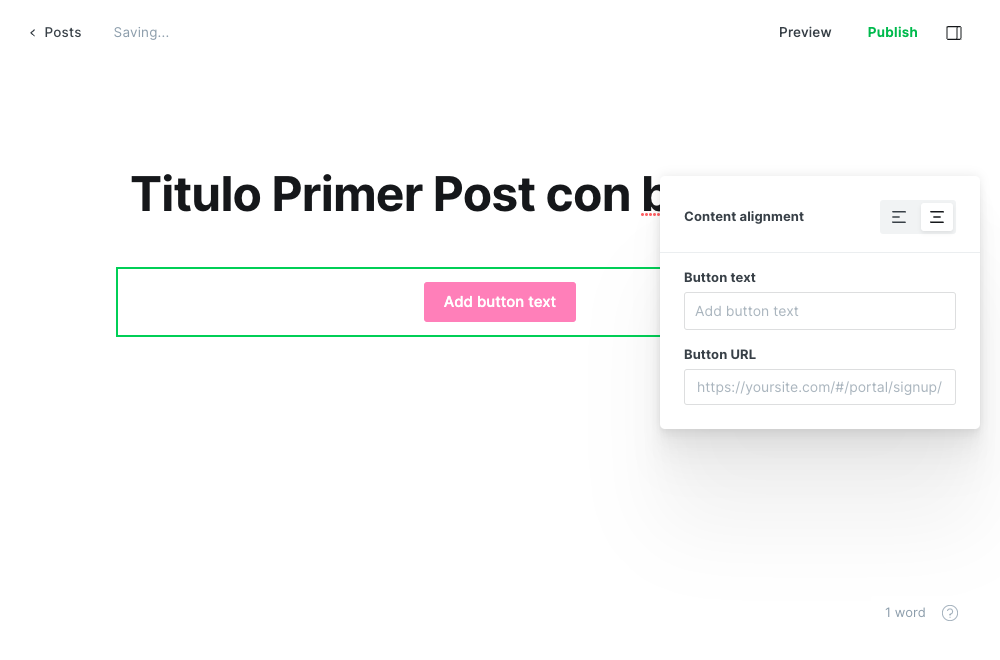 Posts
Saving...
Preview
Publish
Titulo Primer Post con
Content alignment
Add button text
Button text
Add button text
Button URL
https://yoursite.com/#/portal/signup/
1 word
?